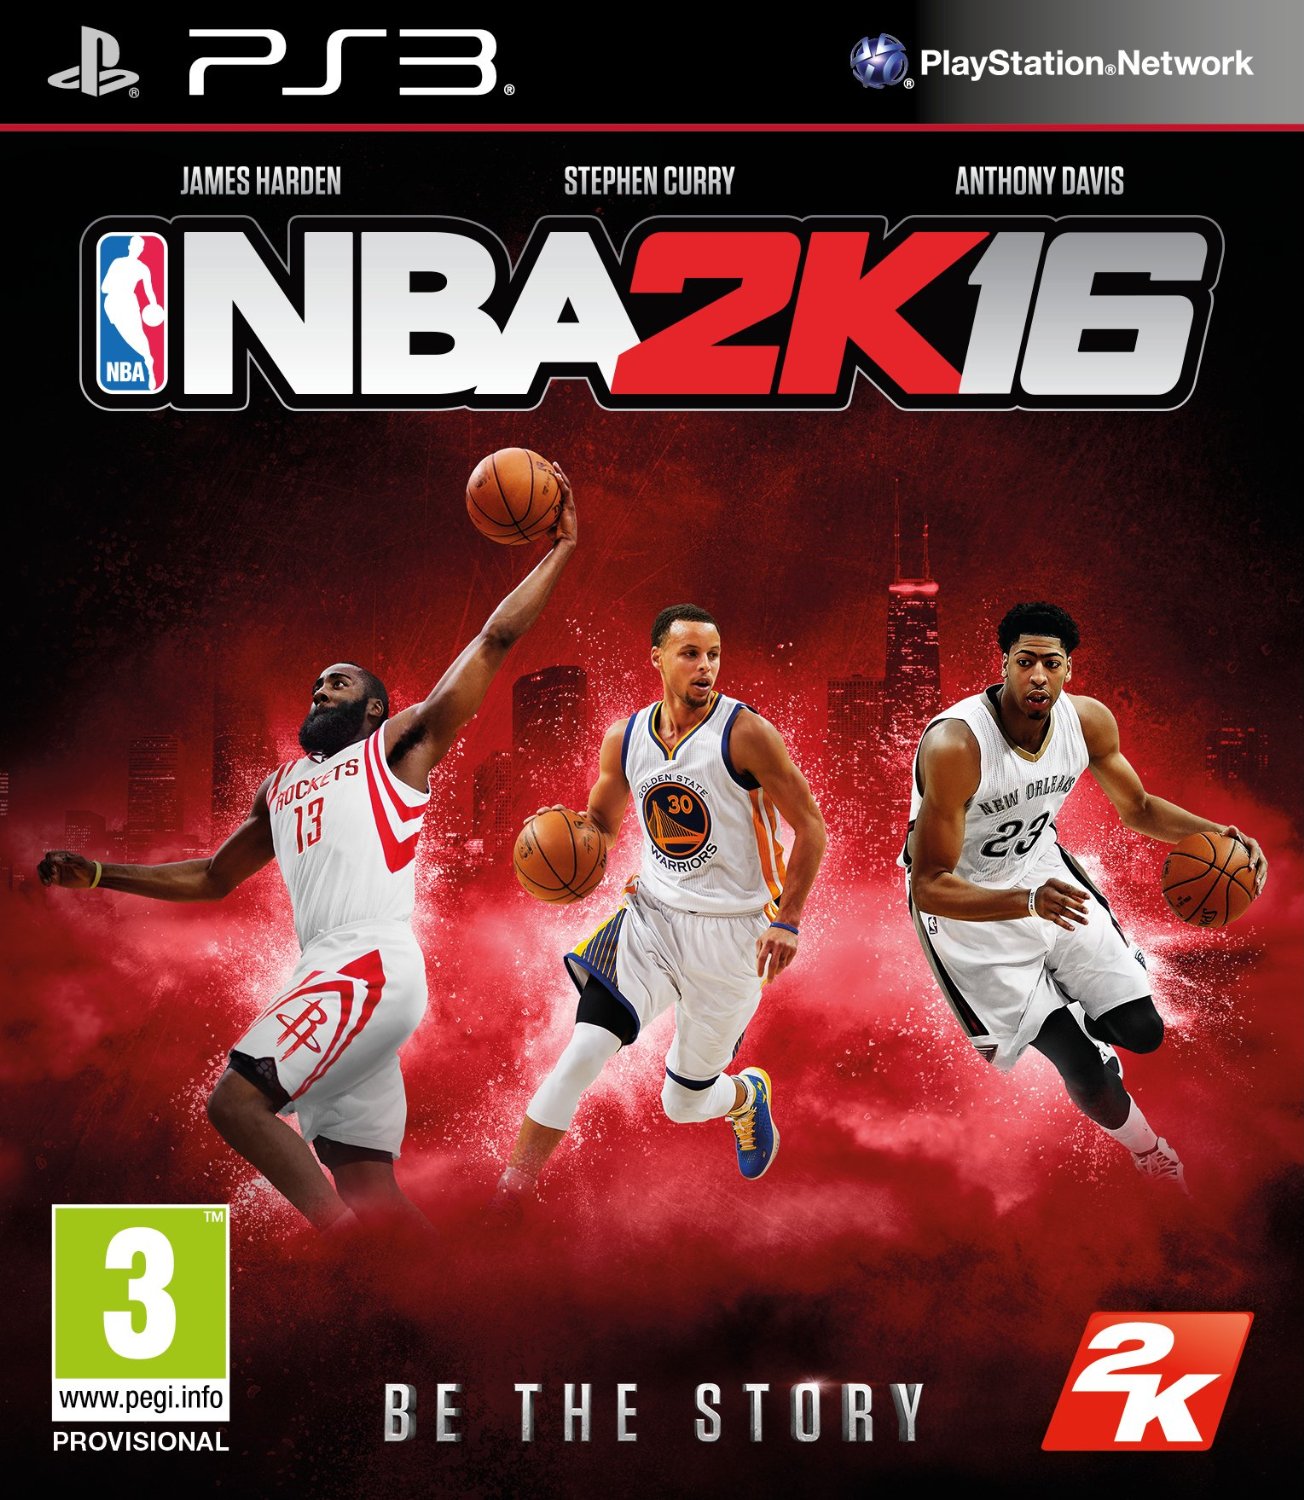 PS3®
PlayStation®Network
JAMES HARDEN
STEPHEN CURRY
ANTHONY DAVIS
NBA
NBA2K16
ROCKETS
13
GOLDEN STATE
30
WARRIORS
NEW ORLEANS
23
3
TM
www.pegi.info
PROVISIONAL
BE THE STORY
2K